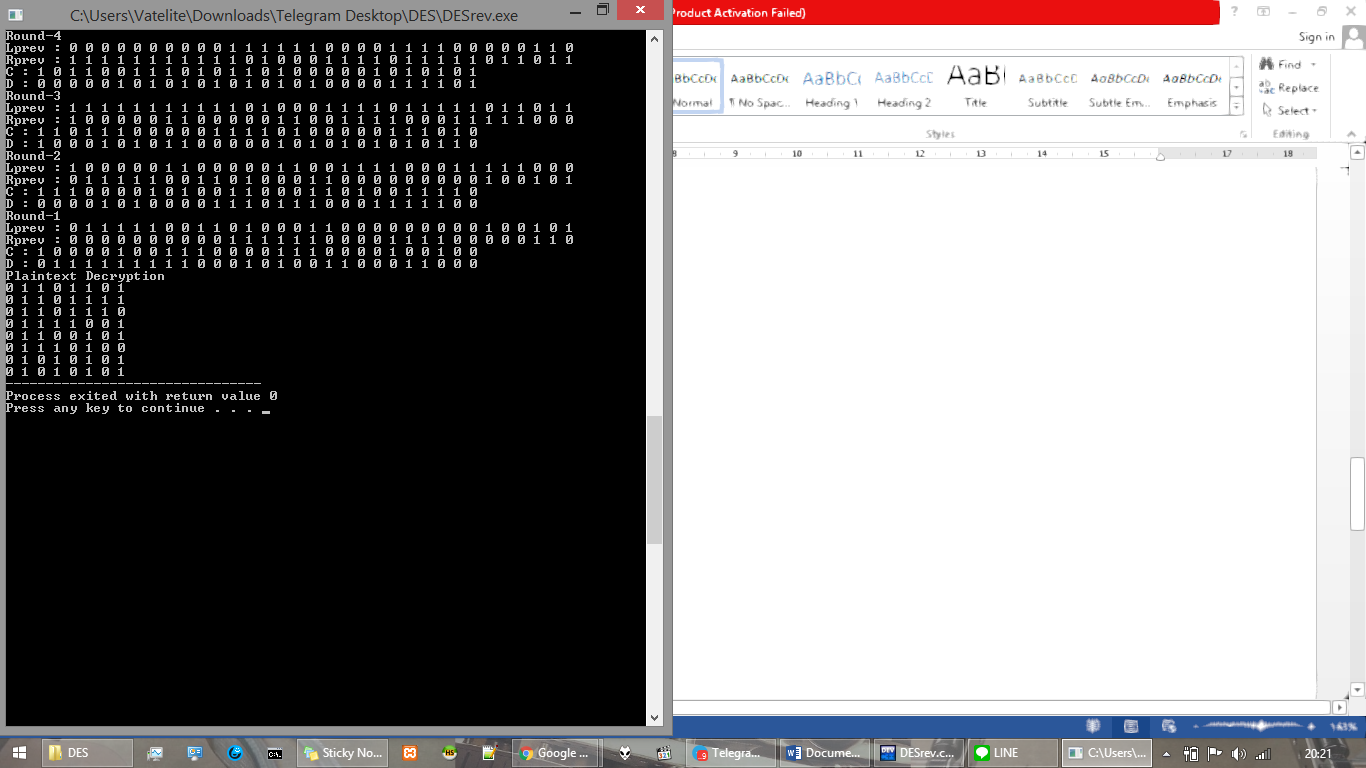 C:\Users\Vatelite\Downloads\Telegram Desktop\DES\DESrev.exe
Round-4
Lprev : 0 0 0 0 0 0 0 0 0 0 1 1 1 1 1 1 0 0 0 0 1 1 1 1 0 0 0 0 0 1 1 0
Rprev : 1 1 1 1 1 1 1 1 1 1 1 0 1 0 0 0 1 1 1 1 0 1 1 1 1 1 1 0 1 1 0 1 1
C : 1 0 1 1 0 0 1 1 1 0 1 0 1 1 0 1 0 0 0 0 0 1 0 1 0 1 0 1
D : 0 0 0 0 0 1 0 1 0 1 0 1 0 1 1 0 1 0 1 0 0 0 0 1 1 1 0 1
Round-3
Lprev : 1 1 1 1 1 1 1 1 1 1 1 0 1 0 0 0 1 1 1 1 0 1 1 1 1 1 0 1 1 0 1 1
Rprev : 1 0 0 0 0 0 1 1 0 0 0 0 0 0 1 1 0 0 1 1 1 1 0 0 0 1 1 1 1 1 0 0 0
C : 1 1 0 1 1 1 0 0 0 0 0 1 1 1 1 0 1 0 0 0 0 0 1 1 1 0 1 0
D : 1 0 0 0 1 0 1 0 0 0 0 0 1 0 1 1 1 0 0 1 0 1 0 1 0 1 1 0
Round-2
Lprev : 1 0 0 0 0 0 1 1 0 0 0 0 0 0 1 1 0 0 1 1 1 1 0 0 0 1 1 1 1 1 0 0 0
Rprev : 0 1 1 1 1 1 0 0 1 1 0 1 0 0 0 1 1 0 0 0 0 0 0 0 0 0 1 0 0 1 0 1
C : 1 1 1 0 0 0 0 1 0 1 0 0 1 1 0 0 0 1 1 0 1 0 0 1 1 1 1 0
D : 0 0 0 1 0 1 0 0 0 0 1 0 1 1 1 0 0 1 1 0 0 0 1 1 1 1 1 0 0
Round-1
Lprev : 0 1 1 1 1 1 0 0 1 1 0 1 0 0 0 1 1 0 0 0 0 0 0 0 0 0 1 0 0 1 0 1
Rprev : 0 0 0 0 0 0 0 0 0 0 1 1 1 1 1 1 0 0 0 0 1 1 1 1 0 0 0 0 0 1 1 0
C : 1 0 0 0 0 1 0 0 1 1 1 0 0 0 0 1 1 1 0 0 0 0 1 0 0 1 0 0
D : 0 1 1 1 1 1 1 1 1 1 0 0 0 1 0 1 0 0 1 1 0 0 0 1 1 0 0 0
Plaintext Decryption
0 1 1 0 1 1 0 1
0 1 1 0 1 1 1 1
0 1 1 0 1 1 1 0
0 1 1 1 1 0 0 1
0 1 1 0 0 1 0 1
0 1 1 1 0 1 0 0
0 1 0 1 0 1 0 1
0 1 0 1 0 1 0 1
--------------------------------
Process exited with return value 0
Press any key to continue . . .
Product Activation Failed)
Sign in
AaBbCcDc AaBbCcDc AaBbC( AaBbCcD AaBl AaBbCcD AaBbCcD( AaBbCcDc
Normal ¶ No Spac... Heading 1 Heading 2 Title Subtitle Subtle Em... Emphasis
Styles
Find
Replace
Select
Editing
8 9 10 11 12 13 14 15 17 18
163%
DES
Sticky No...
Google ...
Telegra...
Docume...
DESrev.c...
LINE
C:\Users\...
20:21